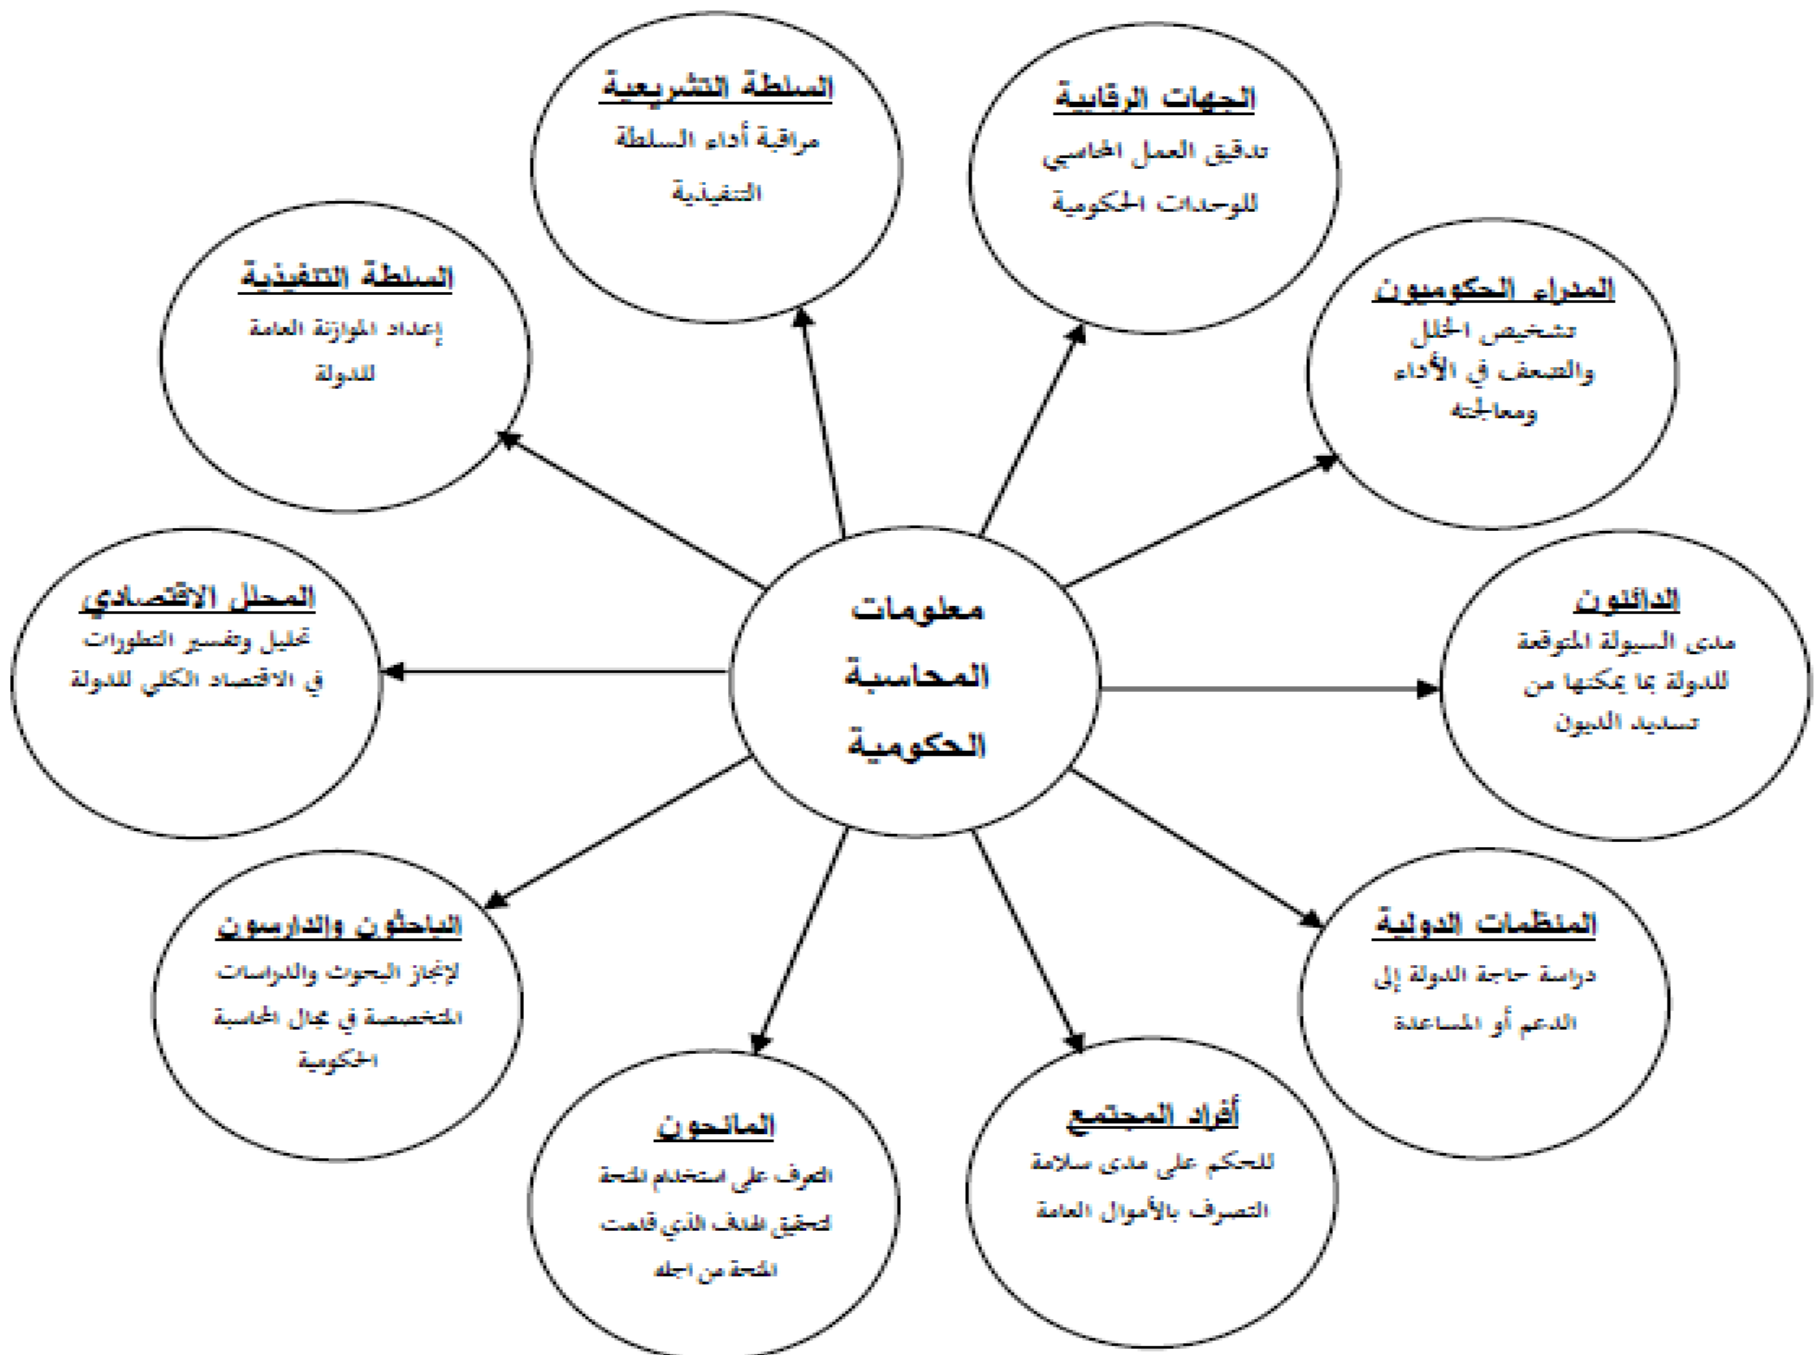 السلطة التشريعية
مراقبة أداء السلطة
التنفيذية
الجهات الرقابية
تدقيق العمل المحاسبي
للوحدات الحكومية
المدراء الحكوميون
تشخيص الخلل
والضعف في الأداء
ومعالجته
الدائنون
مدى السيولة المتوقعة
للدولة بما يمكنها من
تسديد الديون
المنظمات الدولية
دراسة حاجة الدولة إلى
الدعم أو المساعدة
أفراد المجتمع
للحكم على مدى سلامة
التصرف بالأموال العامة
المانحون
التعرف على استخدام المنحة
لتحقيق الهدف الذي قدمت
المنحة من اجله
الباحثون والدارسون
لإنجاز البحوث والدراسات
المتخصصة في مجال المحاسبة
الحكومية
المحلل الاقتصادي
تحليل وتفسير التطورات
في الاقتصاد الكلي للدولة
السلطة التنفيذية
إعداد الموازنة العامة
للدولة
معلومات
المحاسبة
الحكومية